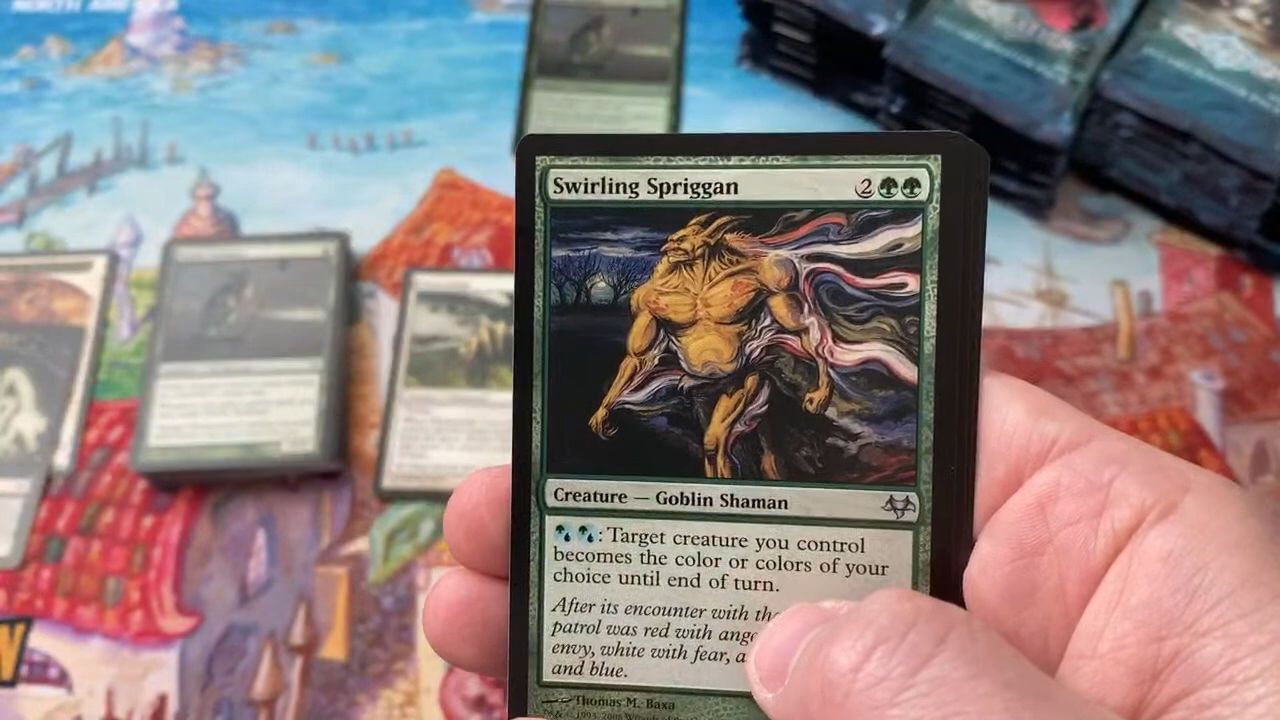 Swirling Spriggan 2
Creature — Goblin Shaman
: Target creature you control
becomes the color or colors of your
choice until end of turn.
After its encounter with the
patrol was red with
envy, white with fear,
and blue.
Thomas M. Baxa